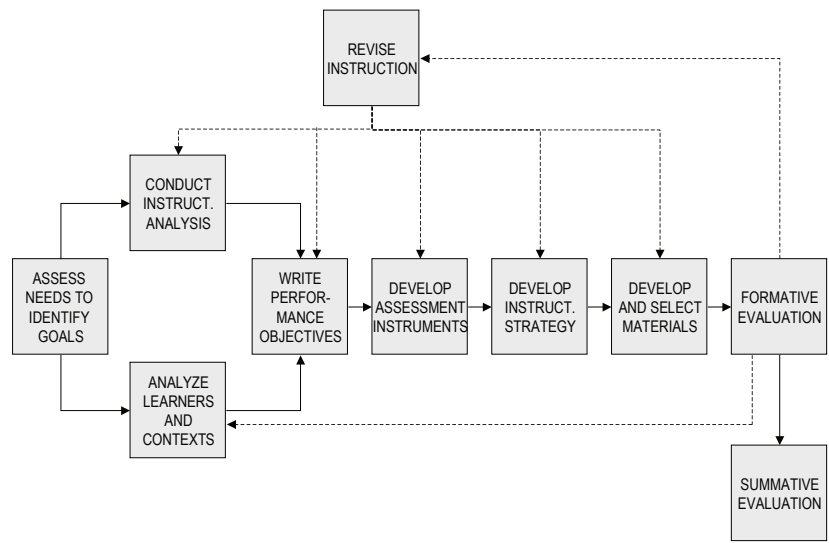 REVISE
INSTRUCTION
CONDUCT
INSTRUCT.
ANALYSIS
ASSESS
NEEDS TO
IDENTIFY
GOALS
WRITE
PERFOR-
MANCE
OBJECTIVES
DEVELOP
ASSESSMENT
INSTRUMENTS
DEVELOP
INSTRUCT.
STRATEGY
DEVELOP
AND SELECT
MATERIALS
FORMATIVE
EVALUATION
ANALYZE
LEARNERS
AND
CONTEXTS
SUMMATIVE
EVALUATION